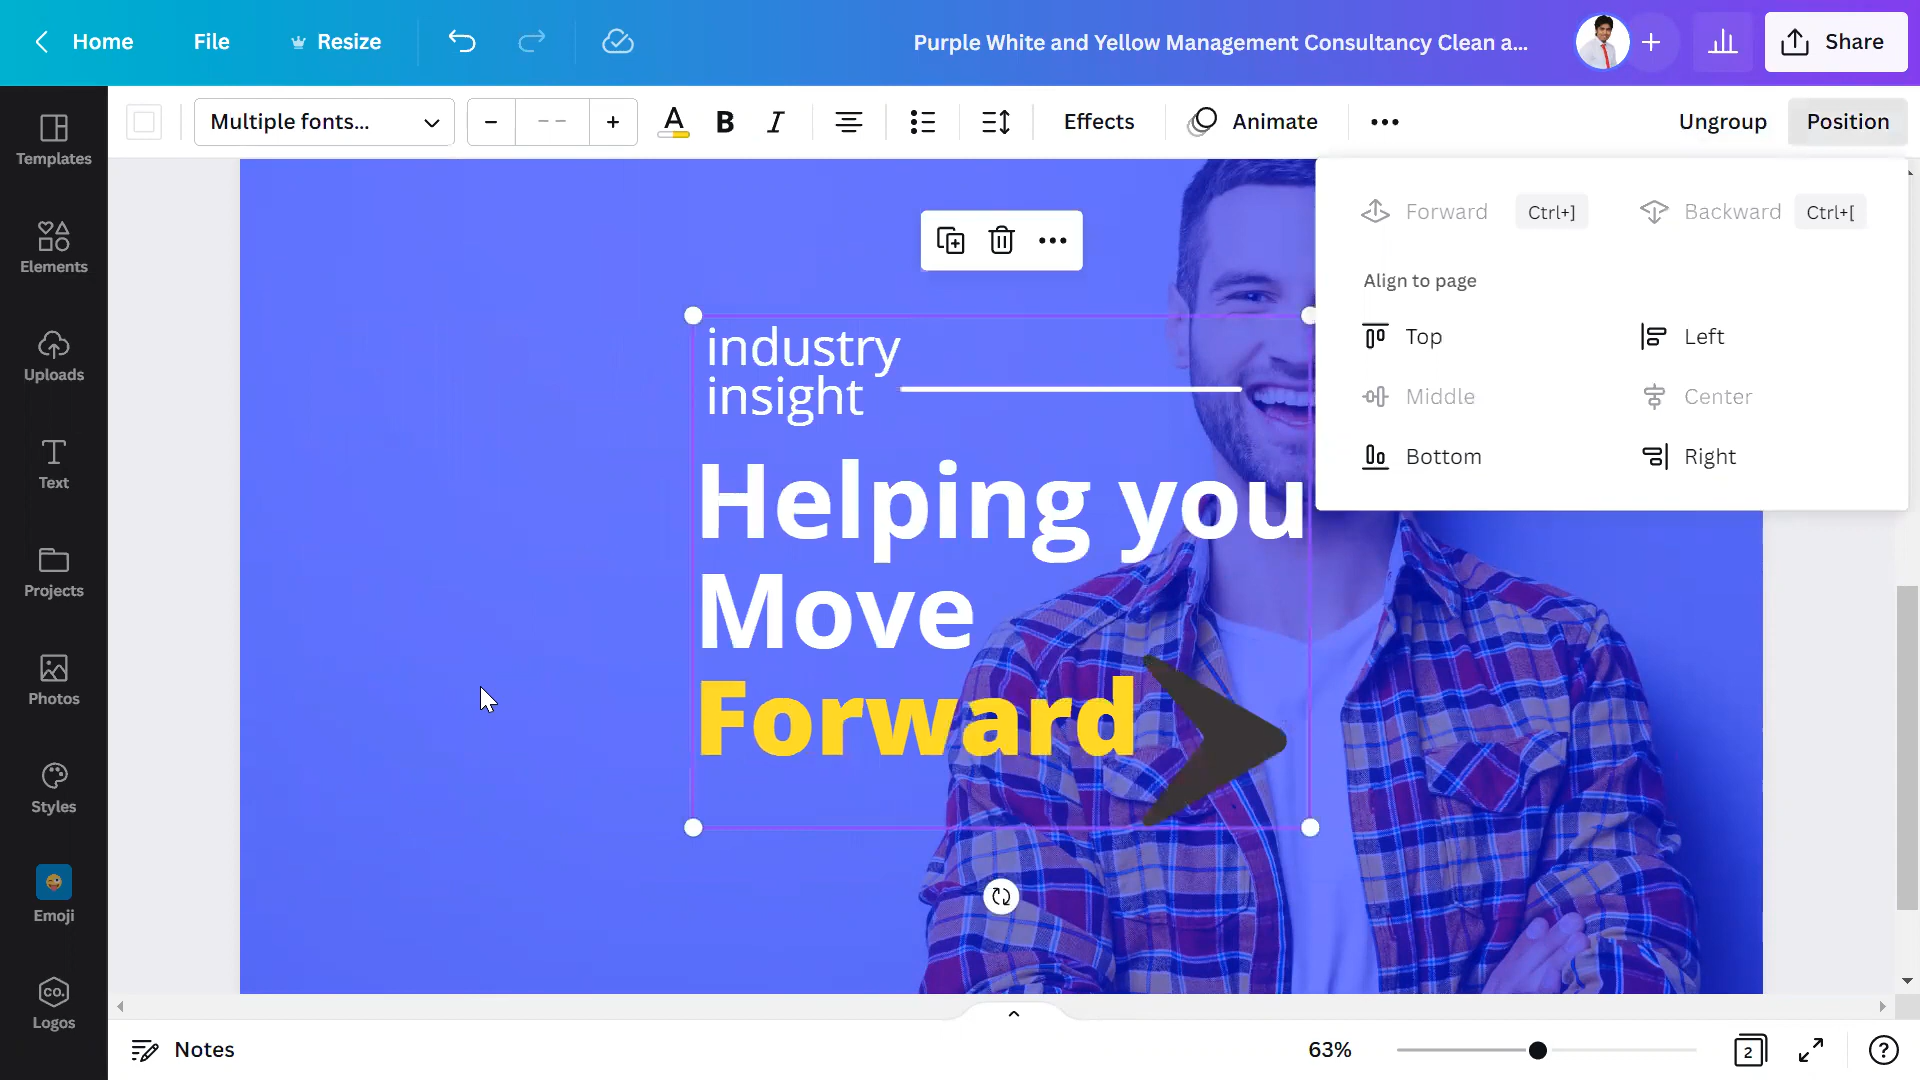 Home File Resize Purple White and Yellow Management Consultancy Clean a... + Share
Multiple fonts... − – – + A B I Effects Animate Ungroup Position
Templates
Elements
Uploads
Text
Projects
Photos
Styles
Emoji
CO.
Logos
Forward Ctrl+] Backward Ctrl+[
Align to page
Top Left
Middle Center
Bottom Right
industry
insight
Helping you
Move
Forward
Notes 63% 2 ?